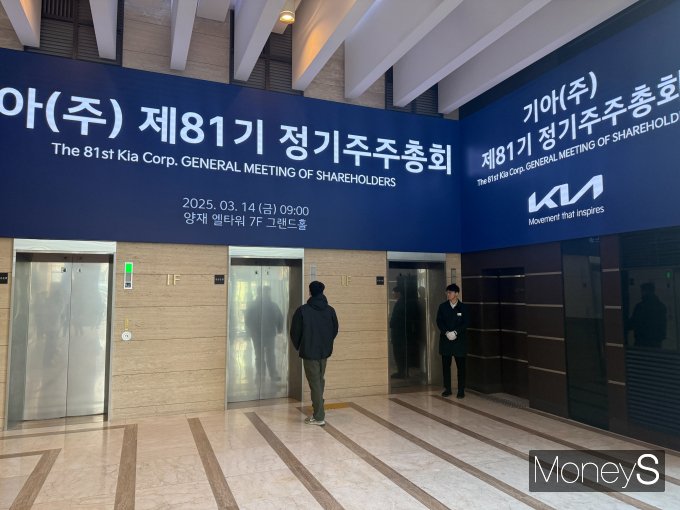 아(주) 제81기 정기주주총회
The 81st Kia Corp. GENERAL MEETING OF SHAREHOLDERS
2025. 03. 14 (금) 09:00
양재 엘타워 7F 그랜드홀
기아(주)
제81기 정기주주총회
The 81st Kia Corp. GENERAL MEETING OF SHAREHOLD
KIA
Movement that inspires
1F
1F
MoneyS